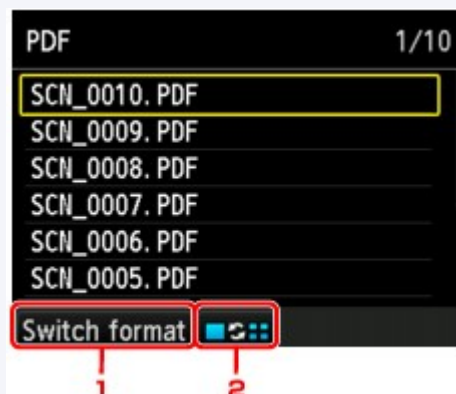 PDF 1/10
SCN_0010.PDF
SCN_0009.PDF
SCN_0008.PDF
SCN_0007.PDF
SCN_0006.PDF
SCN_0005.PDF
Switch format
1 2